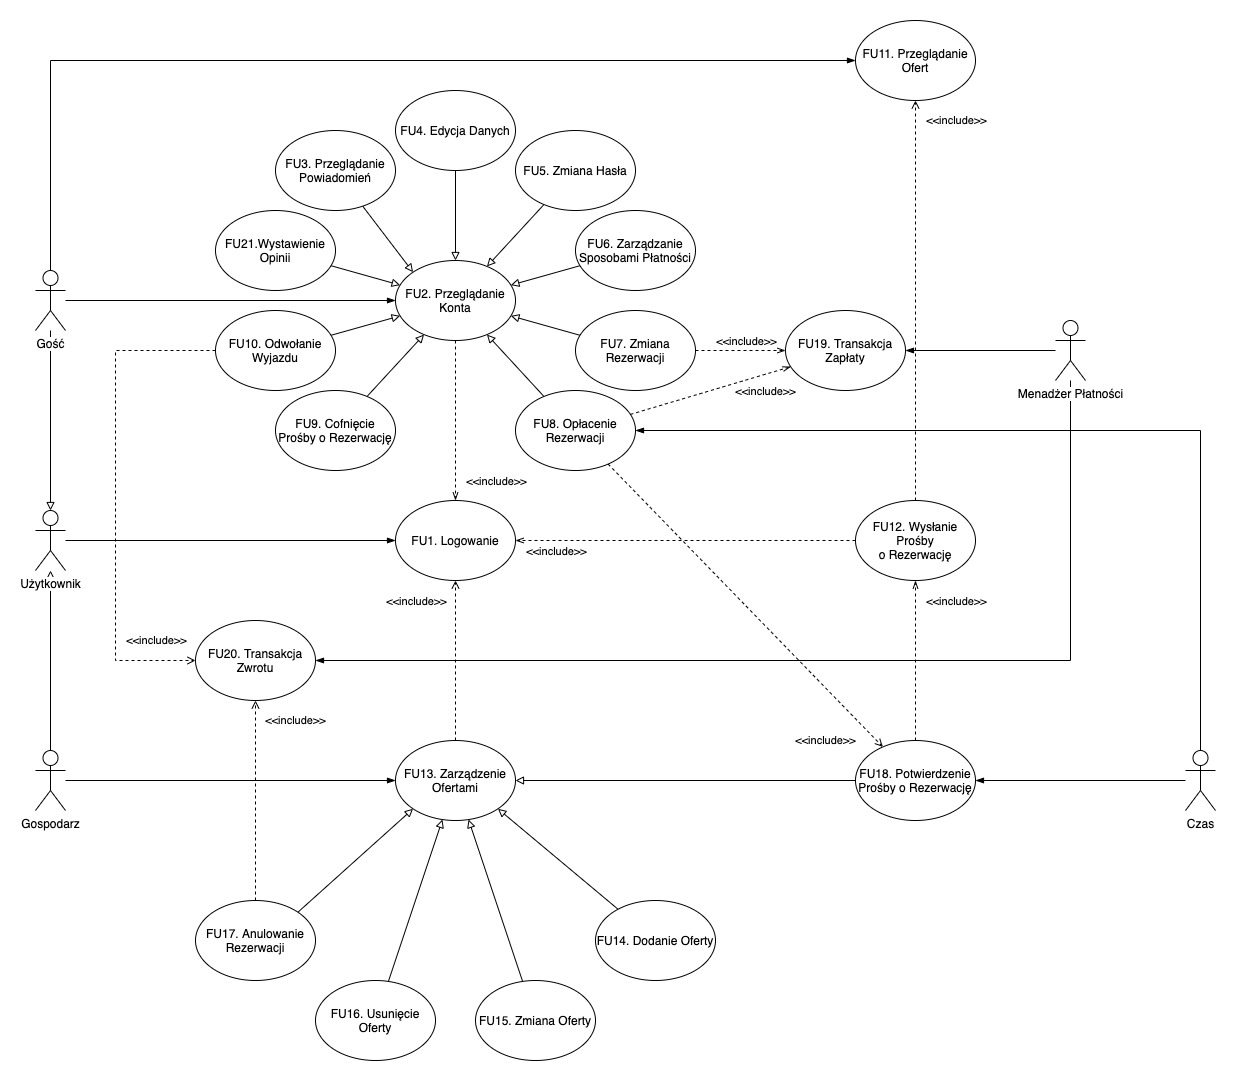 FU11. Przeglądanie
Ofert
<<include>>
FU4. Edycja Danych
FU3. Przeglądanie
Powiadomień
FU5. Zmiana Hasła
FU21.Wystawienie
Opinii
FU6. Zarządzanie
Sposobami Płatności
FU2. Przeglądanie
Konta
Gość
FU10. Odwołanie
Wyjazdu
FU7. Zmiana
Rezerwacji
<<include>>
FU19. Transakcja
Zapłaty
Menadżer Płatności
<<include>>
FU9. Cofnięcie
Prośby o Rezerwację
FU8. Opłacenie
Rezerwacji
<<include>>
FU1. Logowanie
<<include>>
FU12. Wysłanie
Prośby
o Rezerwację
Użytkownik
<<include>>
<<include>>
<<include>>
FU20. Transakcja
Zwrotu
<<include>>
<<include>>
FU13. Zarządzenie
Ofertami
FU18. Potwierdzenie
Prośby o Rezerwację
Gospodarz
Czas
FU17. Anulowanie
Rezerwacji
FU14. Dodanie Oferty
FU16. Usunięcie
Oferty
FU15. Zmiana Oferty